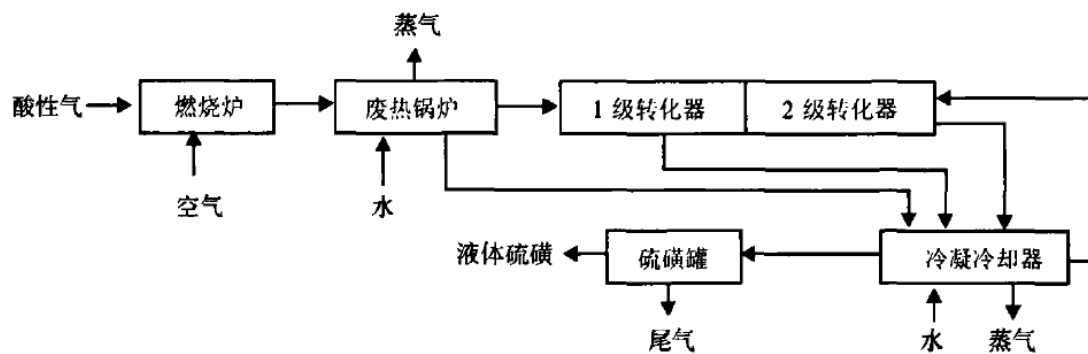 蒸气
酸性气
燃烧炉
废热锅炉
1级转化器
2级转化器
空气
水
液体硫磺
硫磺罐
冷凝冷却器
尾气
水
蒸气